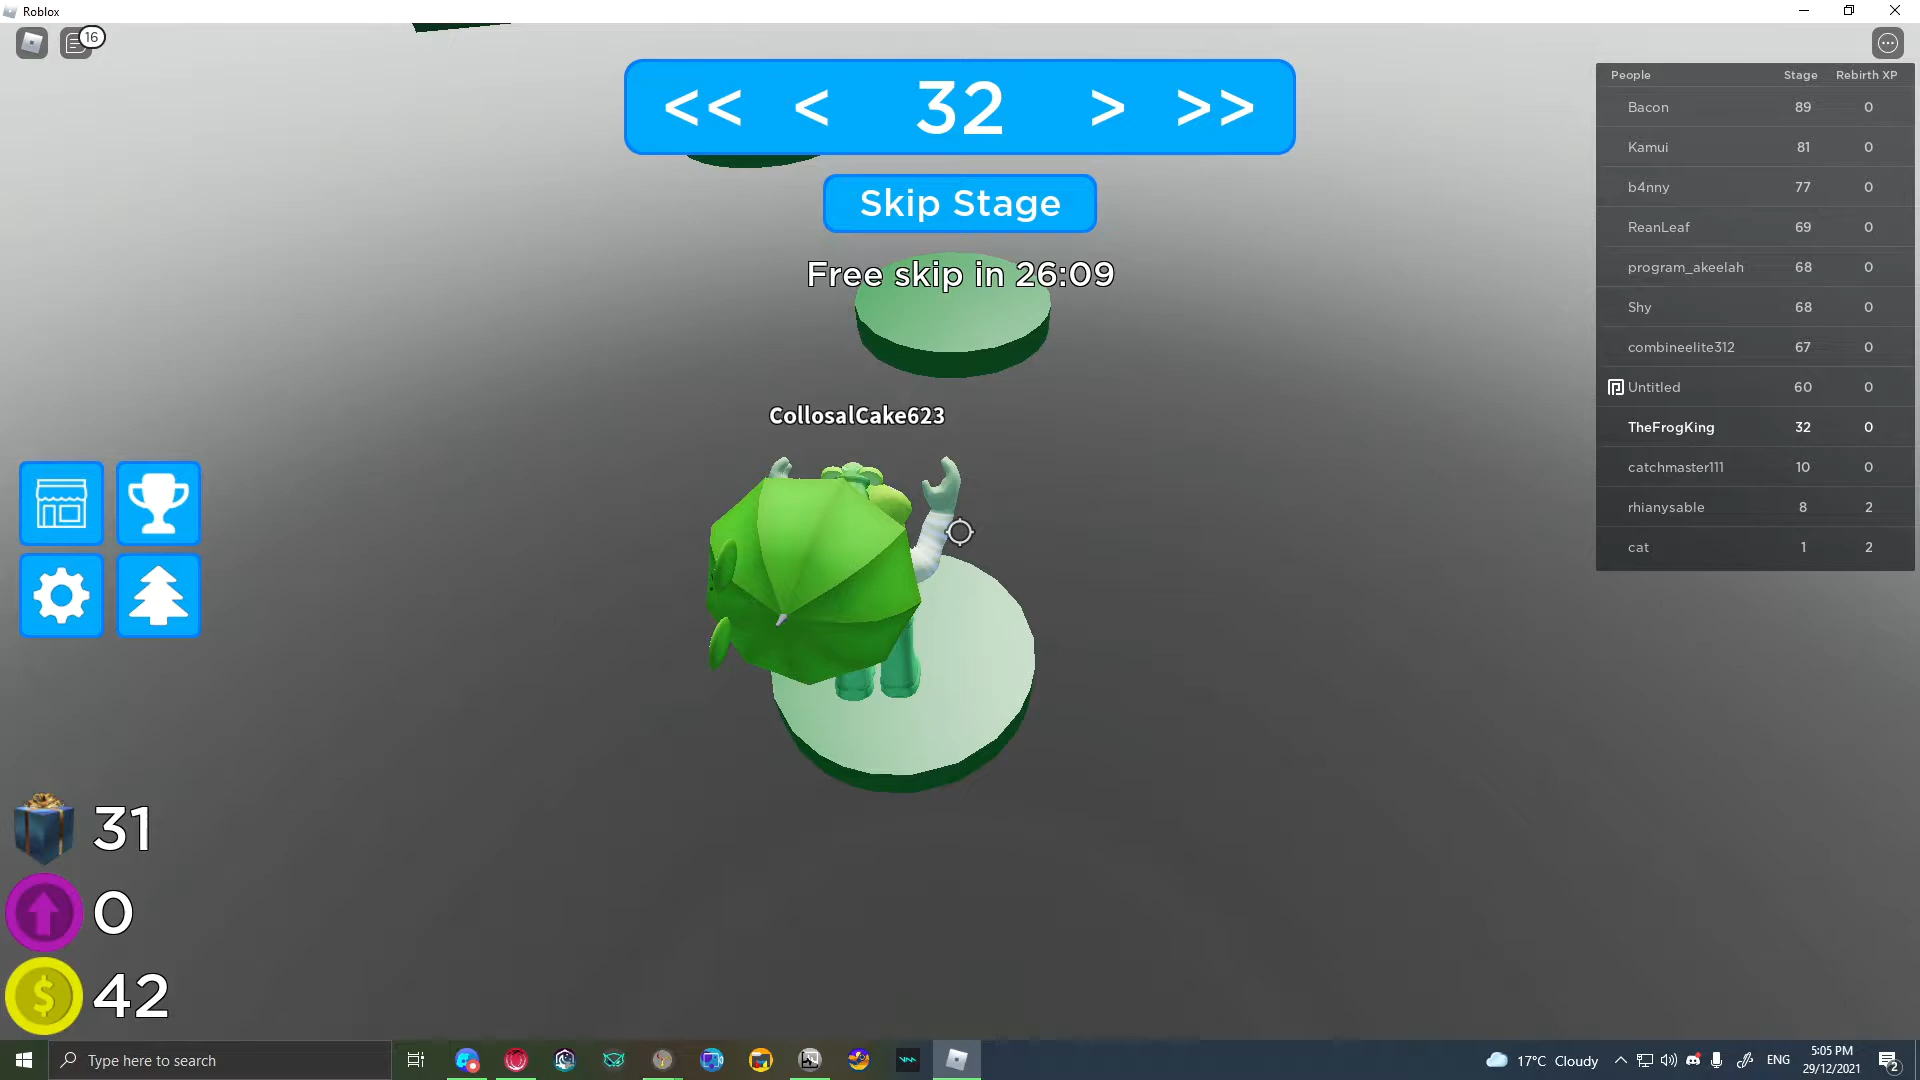 Roblox
16
<< < 32 > >>
Skip Stage
Free skip in 26:09
CollosalCake623
People Stage Rebirth XP
Bacon 89 0
Kamui 81 0
b4nny 77 0
ReanLeaf 69 0
program_akeelah 68 0
Shy 68 0
combineelite312 67 0
Untitled 60 0
TheFrogKing 32 0
catchmaster111 10 0
rhianysable 8 2
cat 1 2
31
0
$ 42
Type here to search
17°C Cloudy
ENG
5:05 PM
29/12/2021
2